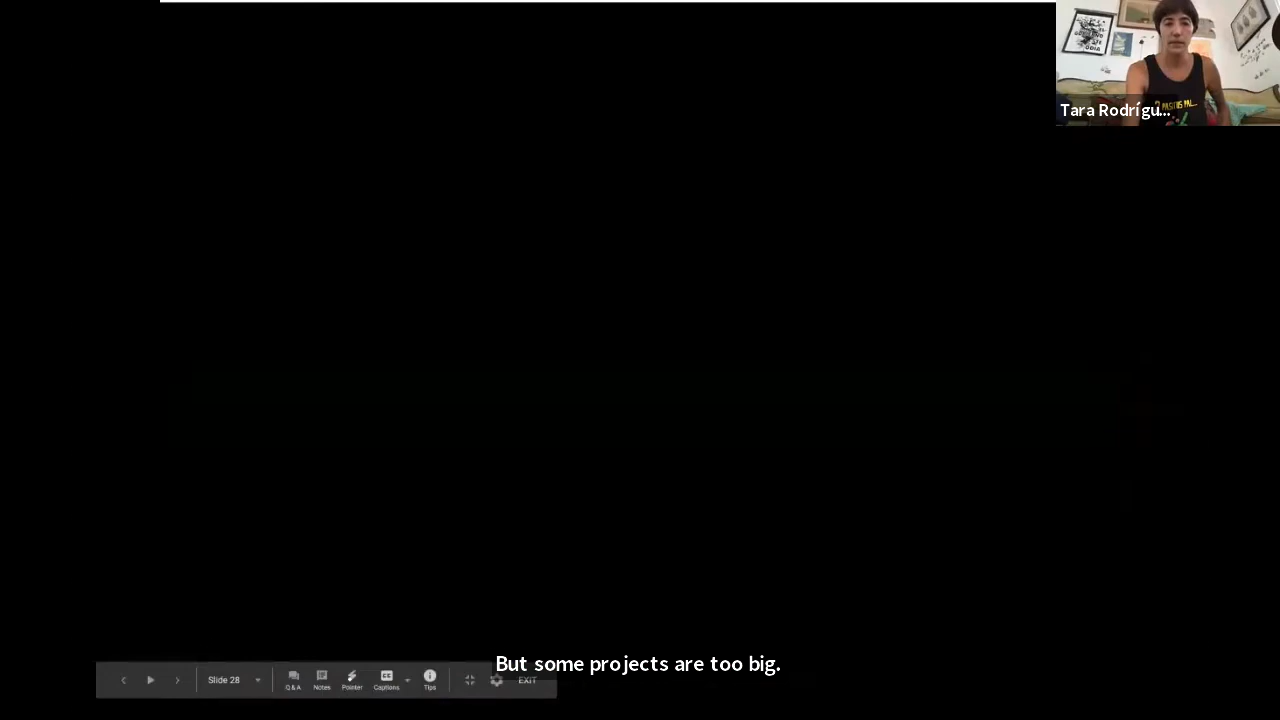 Tara Rodrígu...
But some projects are too big.
Slide 28
Q & A
Notes
Pointer
Captions
Tips
EXIT